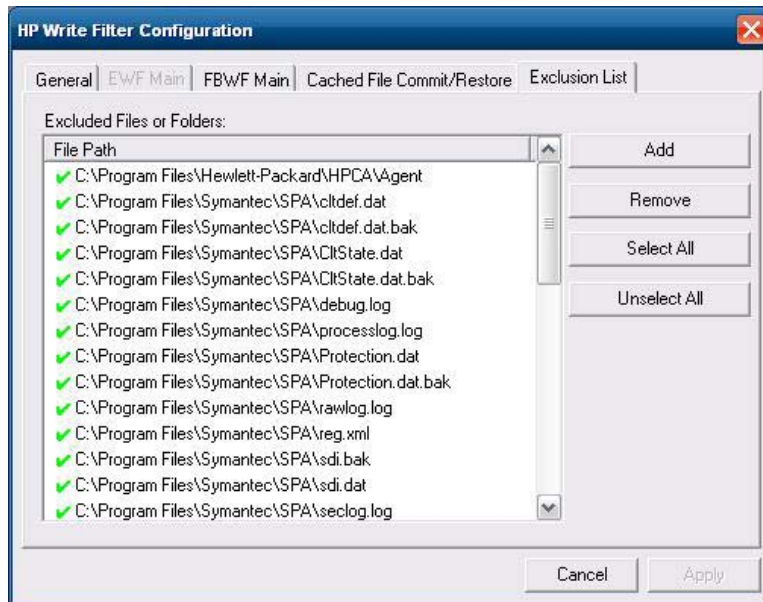 HP Write Filter Configuration
General EWF Main FBWF Main Cached File Commit/Restore Exclusion List
Excluded Files or Folders:
File Path
C:\Program Files\Hewlett-Packard\HPCA\Agent
C:\Program Files\Symantec\SPA\cltdef.dat
C:\Program Files\Symantec\SPA\cltdef.dat.bak
C:\Program Files\Symantec\SPA\CltState.dat
C:\Program Files\Symantec\SPA\CltState.dat.bak
C:\Program Files\Symantec\SPA\debug.log
C:\Program Files\Symantec\SPA\processlog.log
C:\Program Files\Symantec\SPA\Protection.dat
C:\Program Files\Symantec\SPA\Protection.dat.bak
C:\Program Files\Symantec\SPA\rawlog.log
C:\Program Files\Symantec\SPA\reg.xml
C:\Program Files\Symantec\SPA\sdi.bak
C:\Program Files\Symantec\SPA\sdi.dat
C:\Program Files\Symantec\SPA\seclog.log
Add
Remove
Select All
Unselect All
Cancel Apply